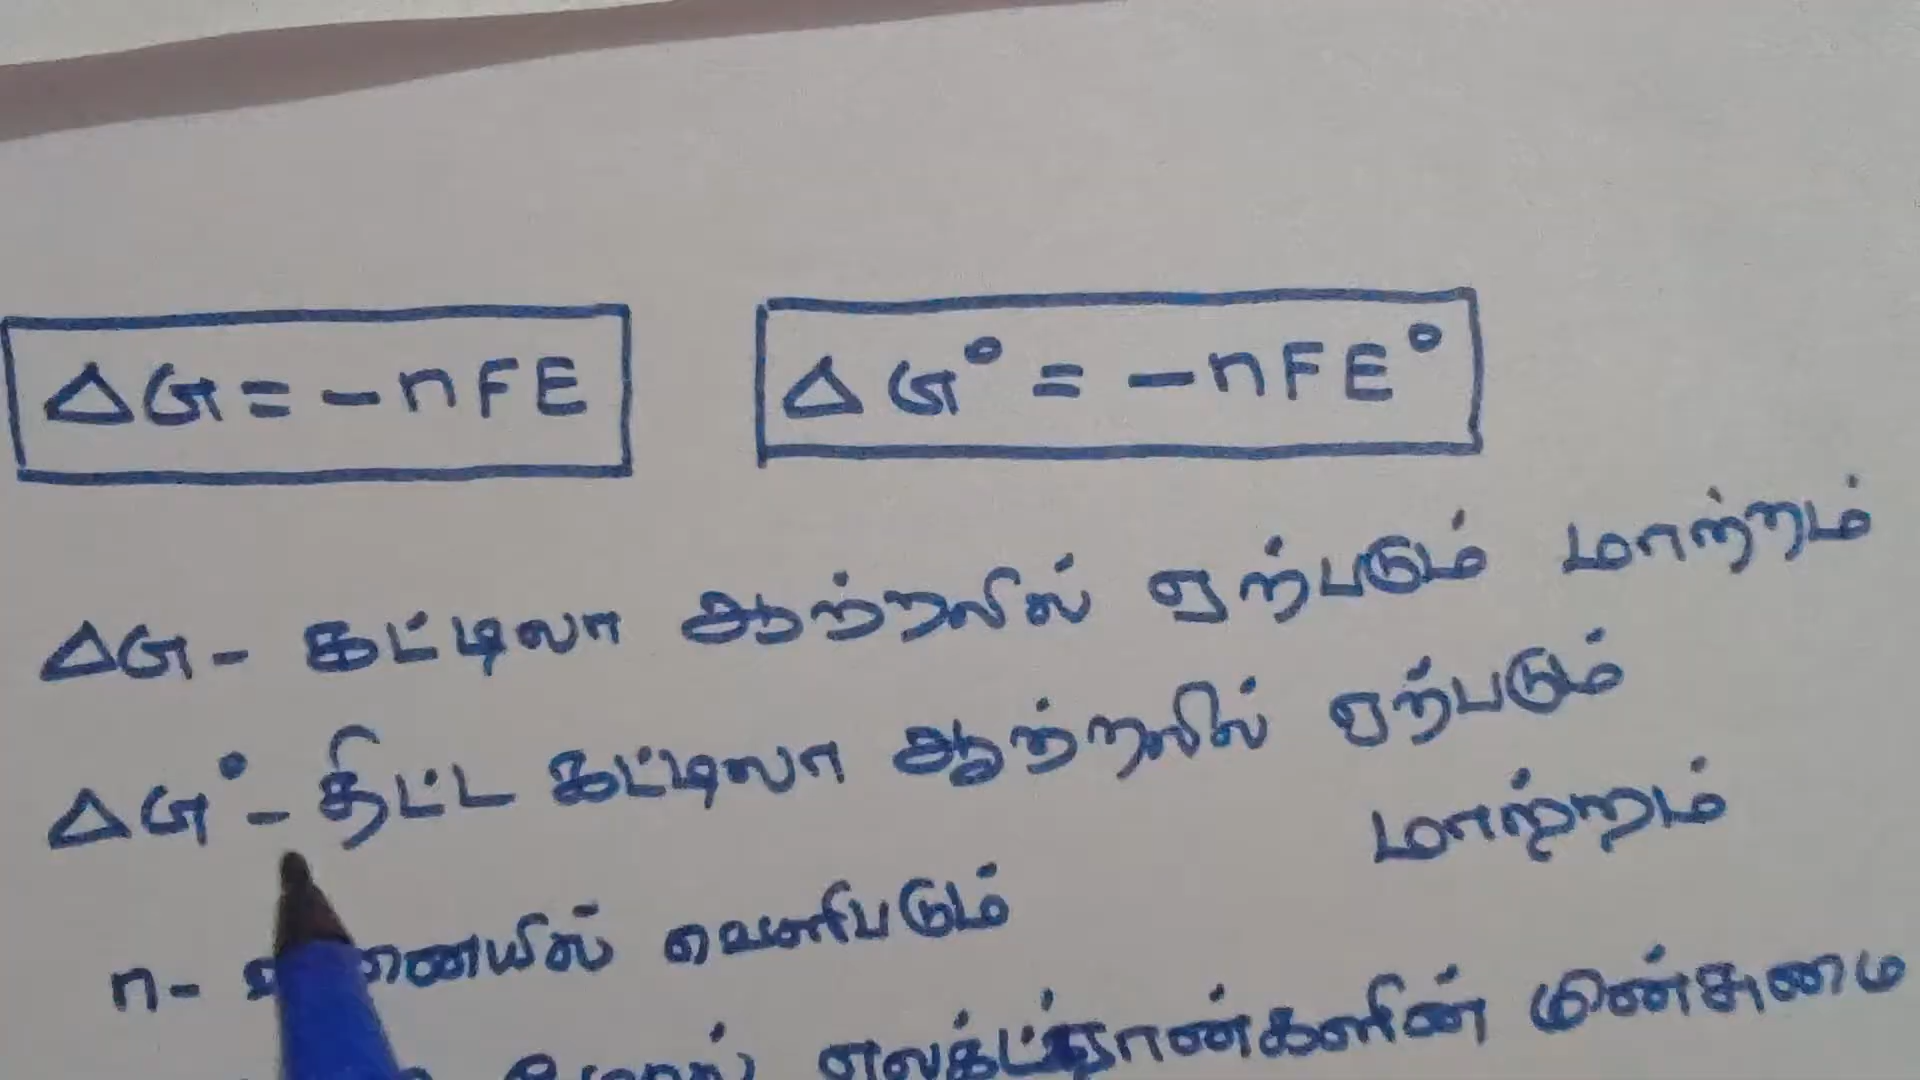 ΔG = -nFE
ΔG° = -nFE°
ΔG - கட்டிலா ஆற்றலில் ஏற்படும் மாற்றம்
ΔG° - திட்ட கட்டிலா ஆற்றலில் ஏற்படும்
மாற்றம்
n- வெளிபடும்
எலக்ட்ரான்களின் மின்சுமை